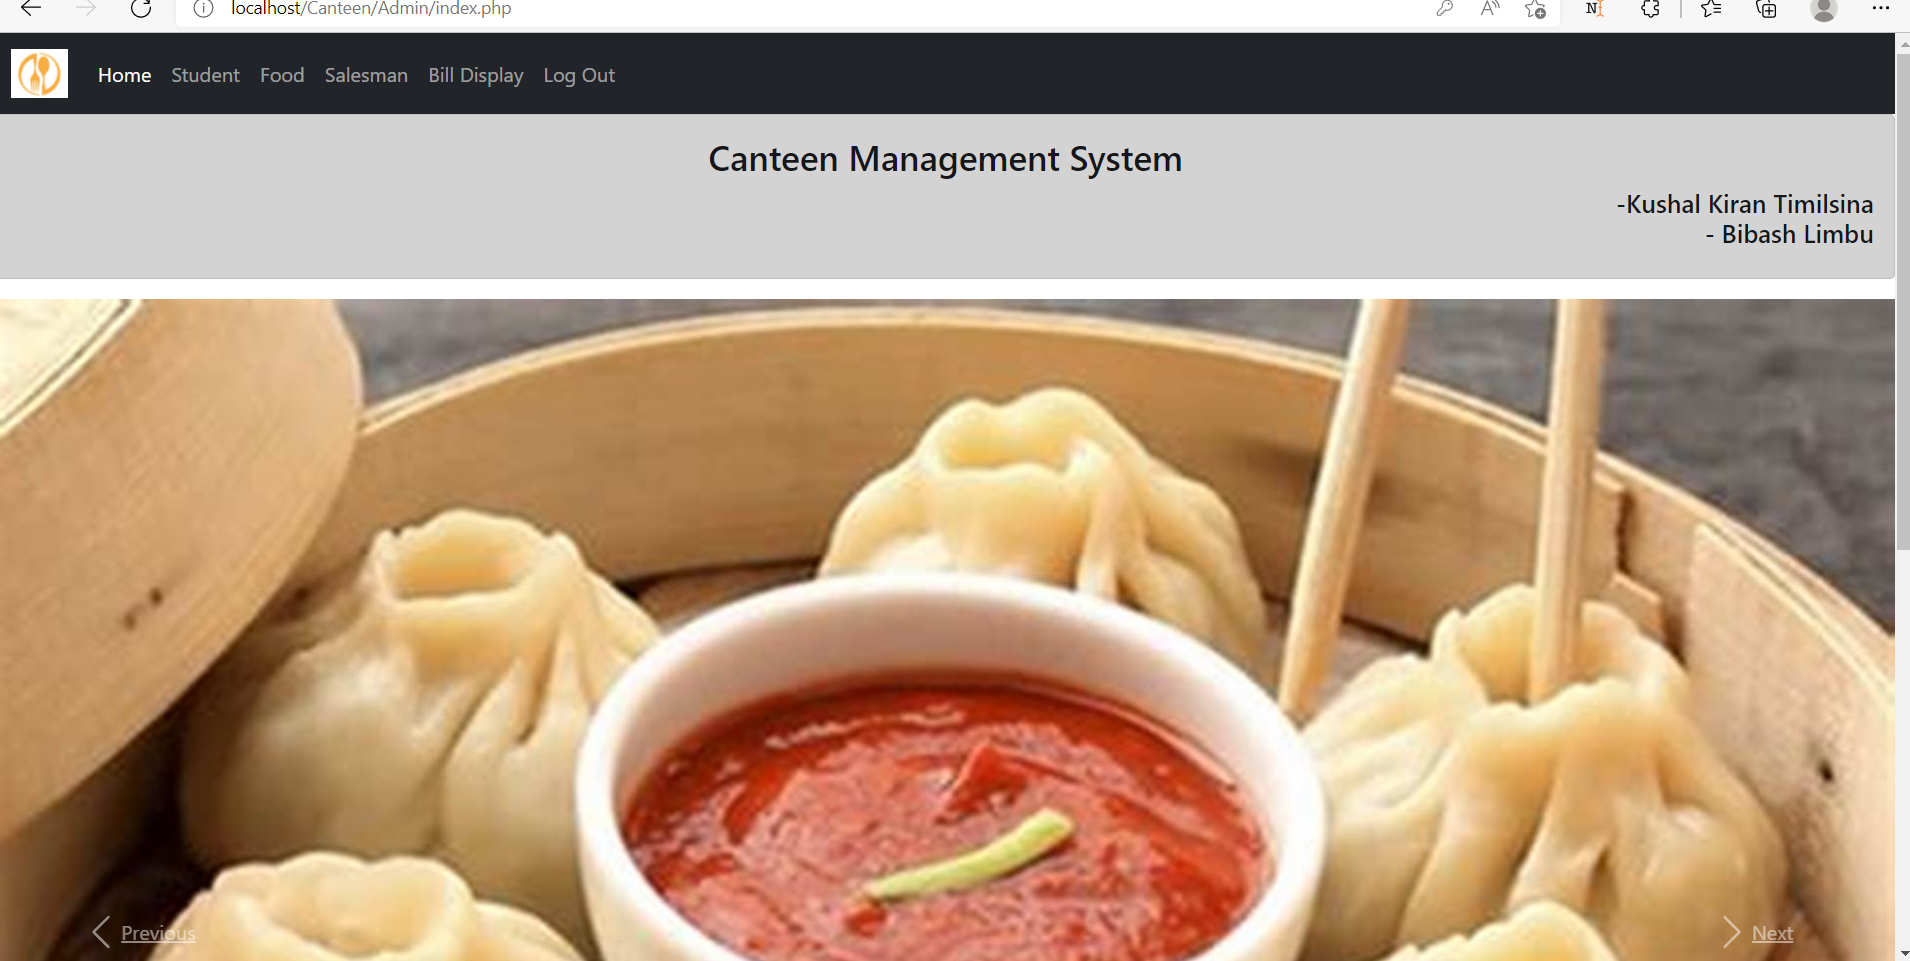 localhost/Canteen/Admin/index.php
Home Student Food Salesman Bill Display Log Out
Canteen Management System
-Kushal Kiran Timilsina
- Bibash Limbu
Previous Next